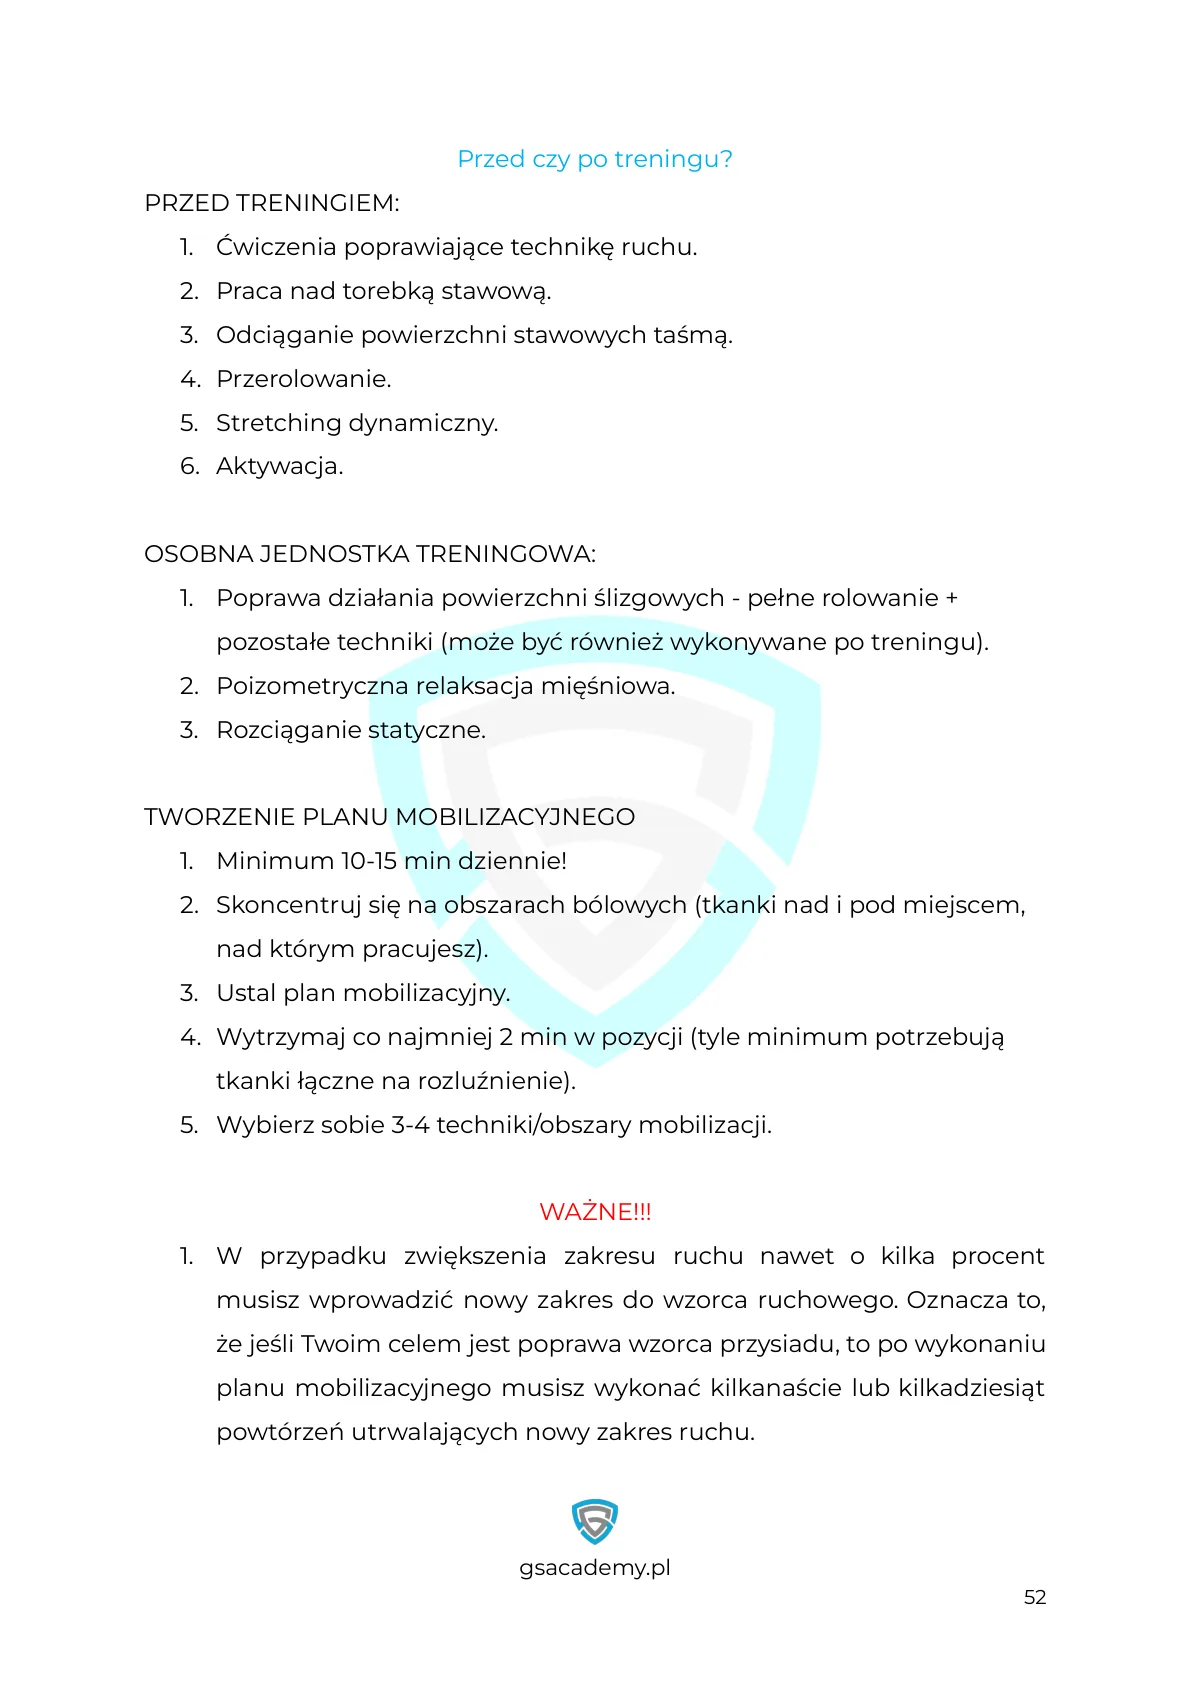 Przed czy po treningu?
PRZED TRENINGIEM:
1. Ćwiczenia poprawiające technikę ruchu.
2. Praca nad torebką stawową.
3. Odciąganie powierzchni stawowych taśmą.
4. Przerolowanie.
5. Stretching dynamiczny.
6. Aktywacja.
OSOBNA JEDNOSTKA TRENINGOWA:
1. Poprawa działania powierzchni ślizgowych - pełne rolowanie +
pozostałe techniki (może być również wykonywane po treningu).
2. Poizometryczna relaksacja mięśniowa.
3. Rozciąganie statyczne.
TWORZENIE PLANU MOBILIZACYJNEGO
1. Minimum 10-15 min dziennie!
2. Skoncentruj się na obszarach bólowych (tkanki nad i pod miejscem,
nad którym pracujesz).
3. Ustal plan mobilizacyjny.
4. Wytrzymaj co najmniej 2 min w pozycji (tyle minimum potrzebują
tkanki łączne na rozluźnienie).
5. Wybierz sobie 3-4 techniki/obszary mobilizacji.
WAŻNE!!!
1. W przypadku zwiększenia zakresu ruchu nawet o kilka procent
musisz wprowadzić nowy zakres do wzorca ruchowego. Oznacza to,
że jeśli Twoim celem jest poprawa wzorca przysiadu, to po wykonaniu
planu mobilizacyjnego musisz wykonać kilkanaście lub kilkadziesiąt
powtórzeń utrwalających nowy zakres ruchu.
gsacademy.pl
52